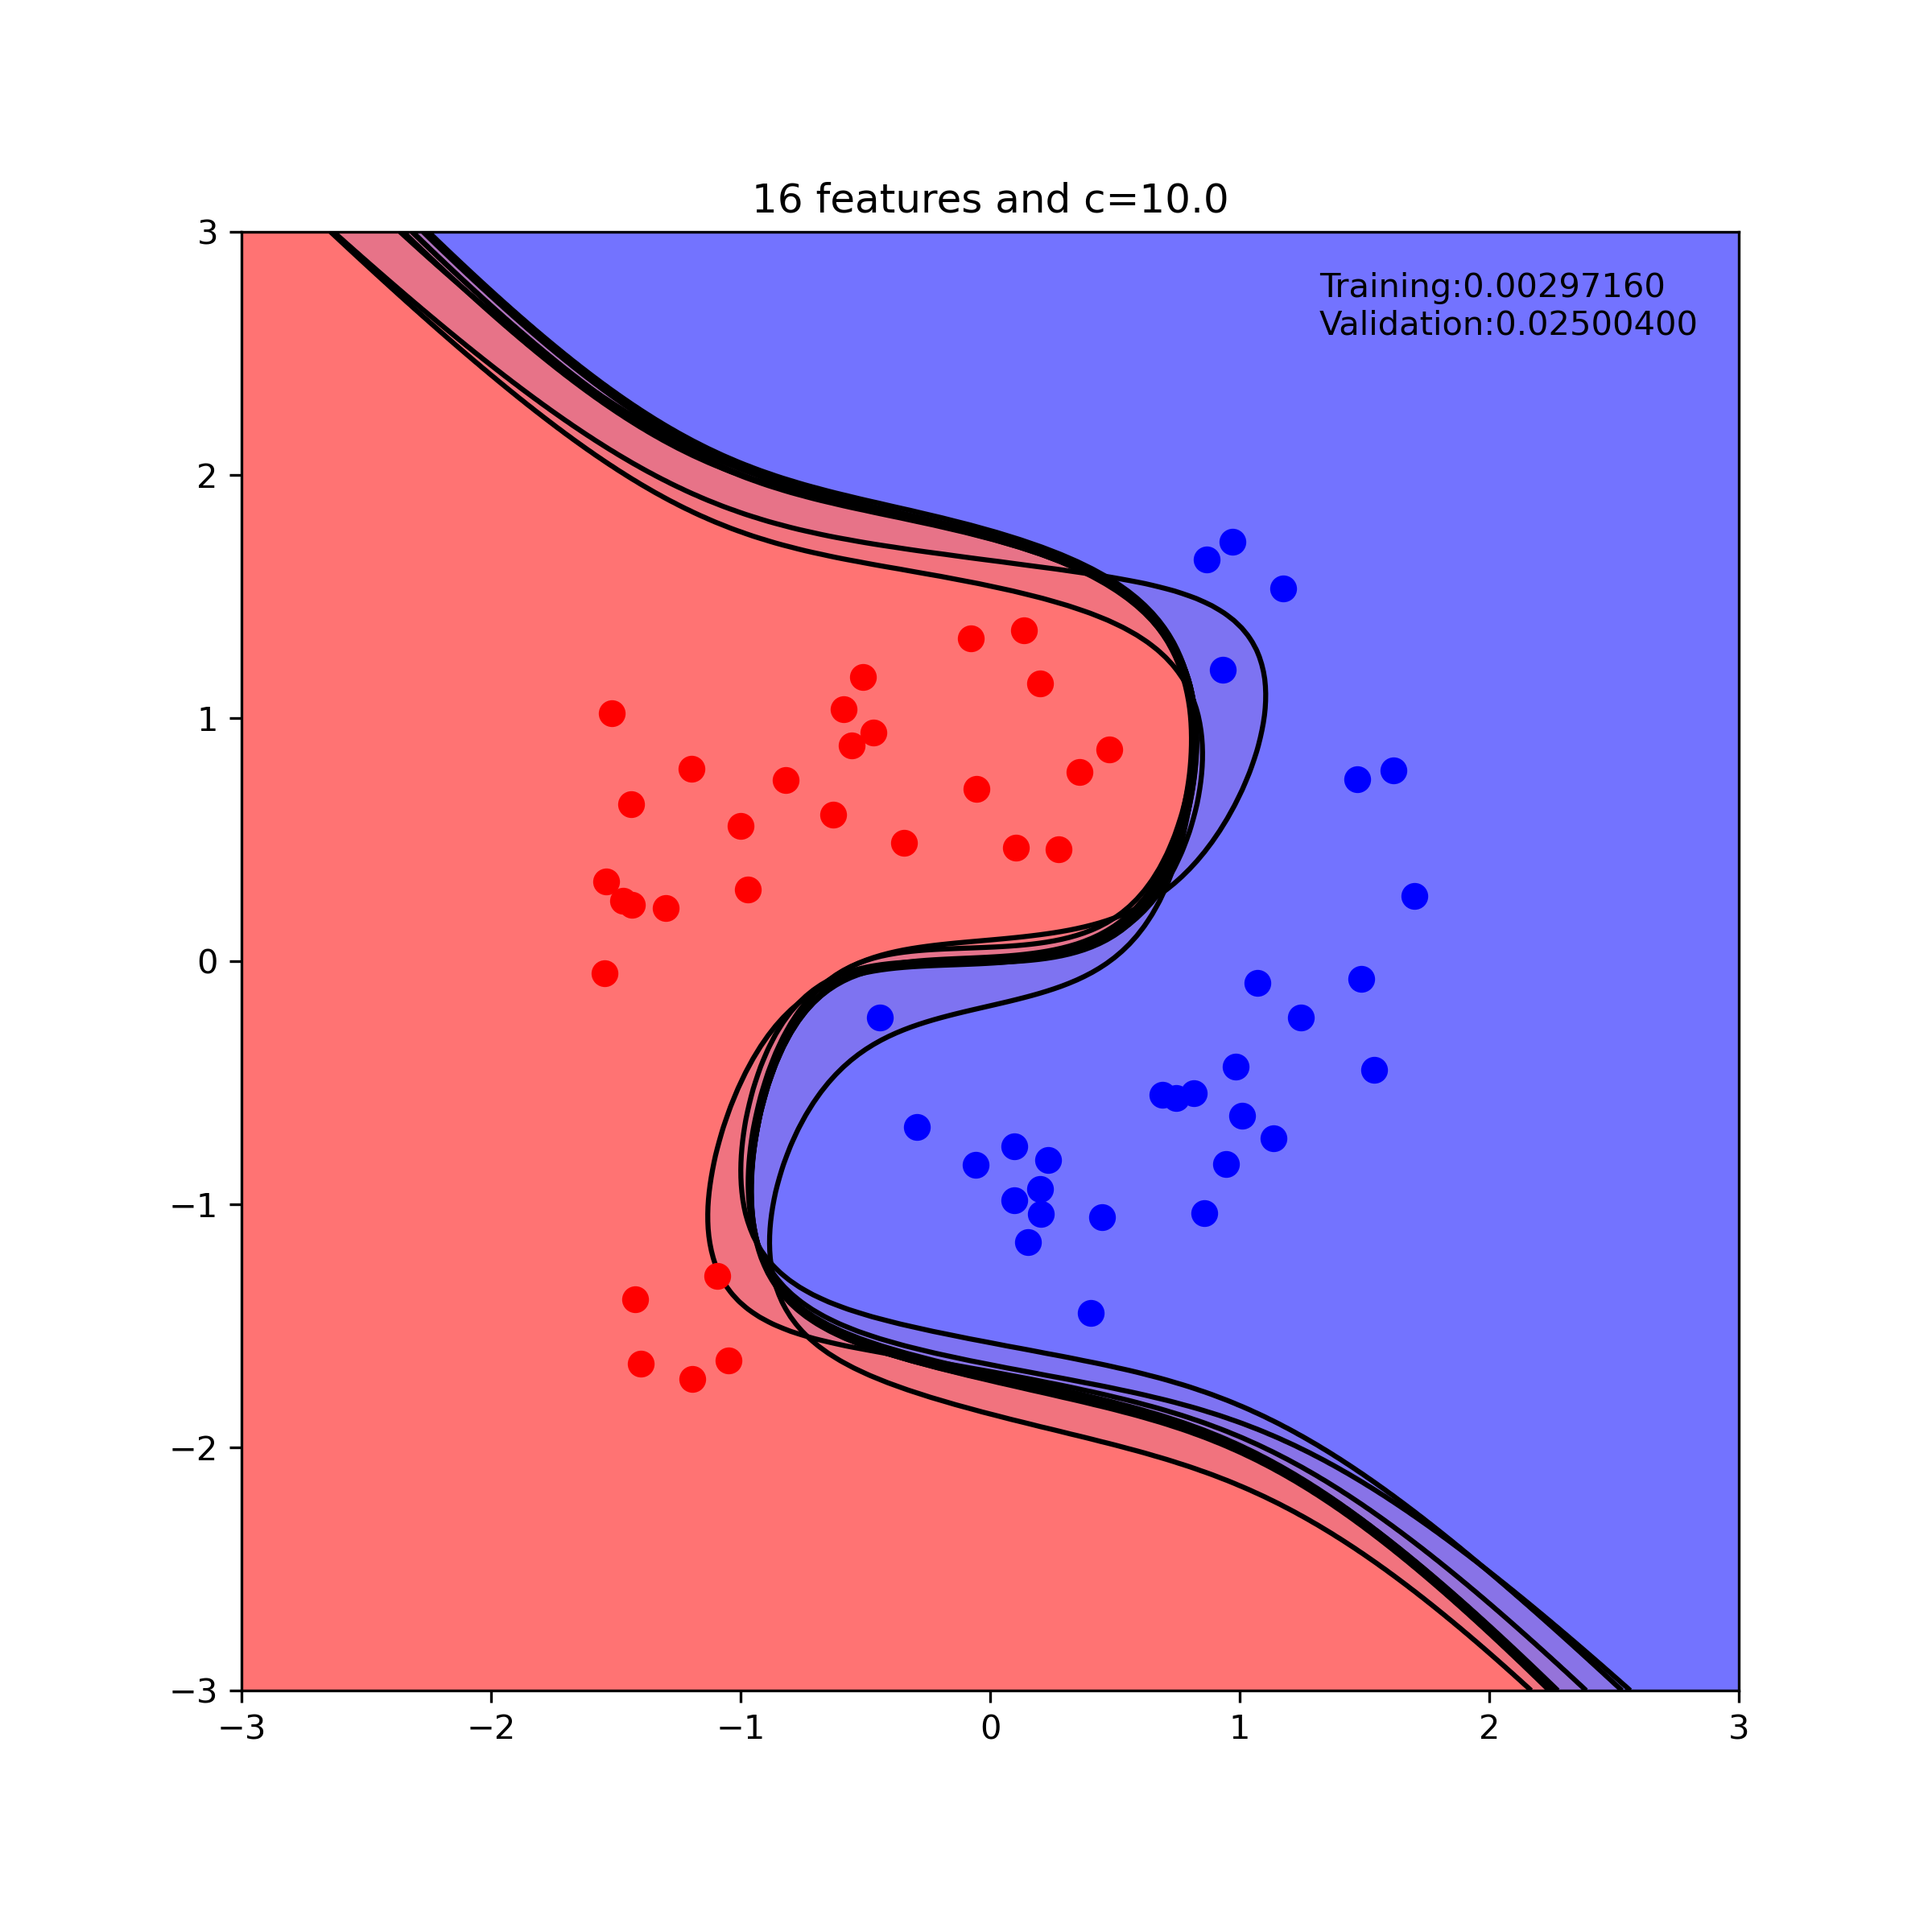 16 features and c=10.0
Training:0.00297160
Validation:0.02500400
3
2
1
0
−1
−2
−3
−3 −2 −1 0 1 2 3